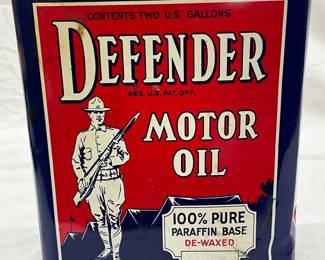 CONTENTS TWO U.S. GALLONS
DEFENDER
REG. U.S. PAT. OFF.
MOTOR
OIL
100% PURE
PARAFFIN BASE
DE-WAXED